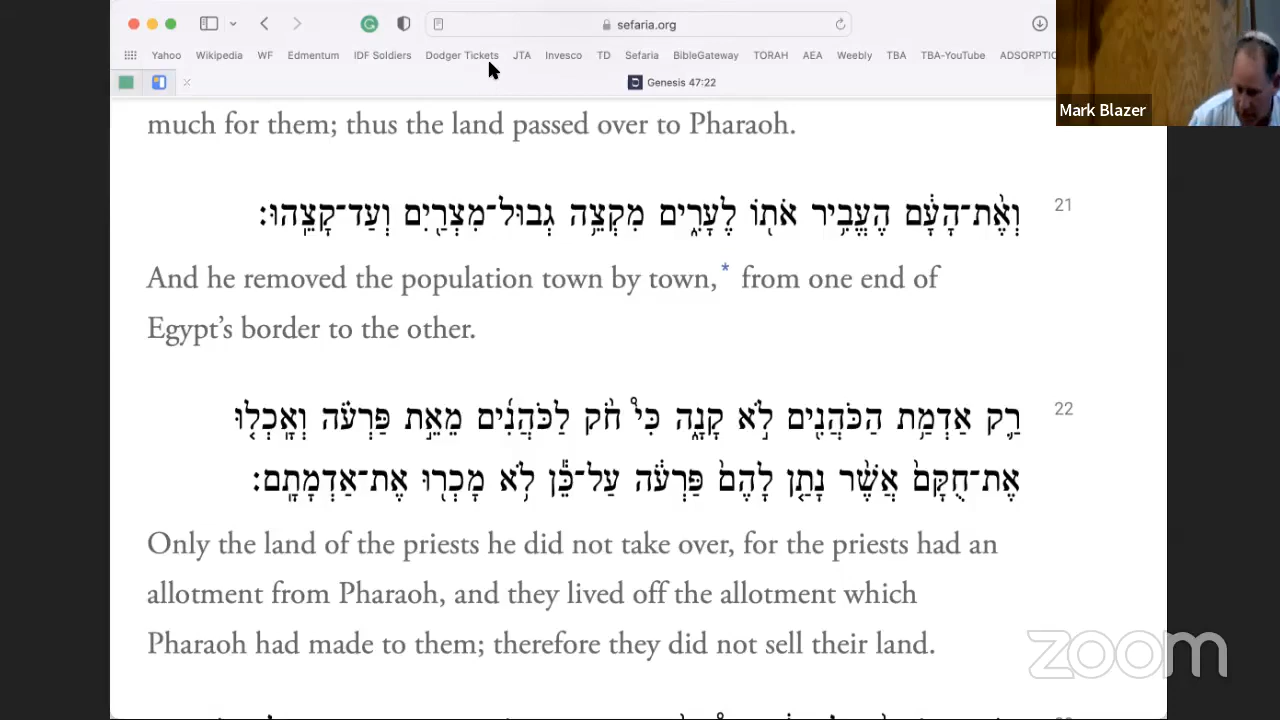 sefaria.org
Yahoo Wikipedia WF Edmentum IDF Soldiers Dodger Tickets JTA Invesco TD Sefaria BibleGateway TORAH AEA Weebly TBA TBA-YouTube ADSORPTIO
Genesis 47:22
Mark Blazer
much for them; thus the land passed over to Pharaoh.
21
וְאֶ֨ת־הָעָ֔ם הֶעֱבִ֥יר אֹת֖וֹ לֶעָרִ֑ים מִקְצֵ֥ה גְבוּל־מִצְרַ֖יִם וְעַד־קָצֵֽהוּ׃
And he removed the population town by town,* from one end of
Egypt’s border to the other.
22
רַ֛ק אַדְמַ֥ת הַכֹּהֲנִ֖ים לֹ֣א קָנָ֑ה כִּי֩ חֹ֨ק לַכֹּהֲנִ֜ים מֵאֵ֣ת פַּרְעֹ֗ה וְאָֽכְל֤וּ
אֶת־חֻקָּם֙ אֲשֶׁ֨ר נָתַ֤ן לָהֶם֙ פַּרְעֹ֔ה עַל־כֵּ֕ן לֹ֥א מָכְר֖וּ אֶת־אַדְמָתָֽם׃
Only the land of the priests he did not take over, for the priests had an
allotment from Pharaoh, and they lived off the allotment which
Pharaoh had made to them; therefore they did not sell their land.
zoom